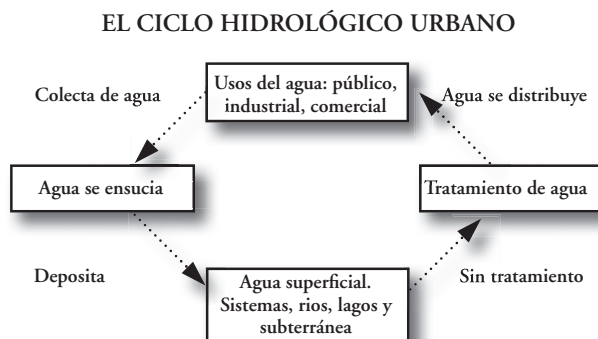 EL CICLO HIDROLÓGICO URBANO
Usos del agua: público,
industrial, comercial
Colecta de agua
Agua se distribuye
Agua se ensucia
Tratamiento de agua
Deposita
Agua superficial.
Sistemas, rios, lagos y
subterránea
Sin tratamiento